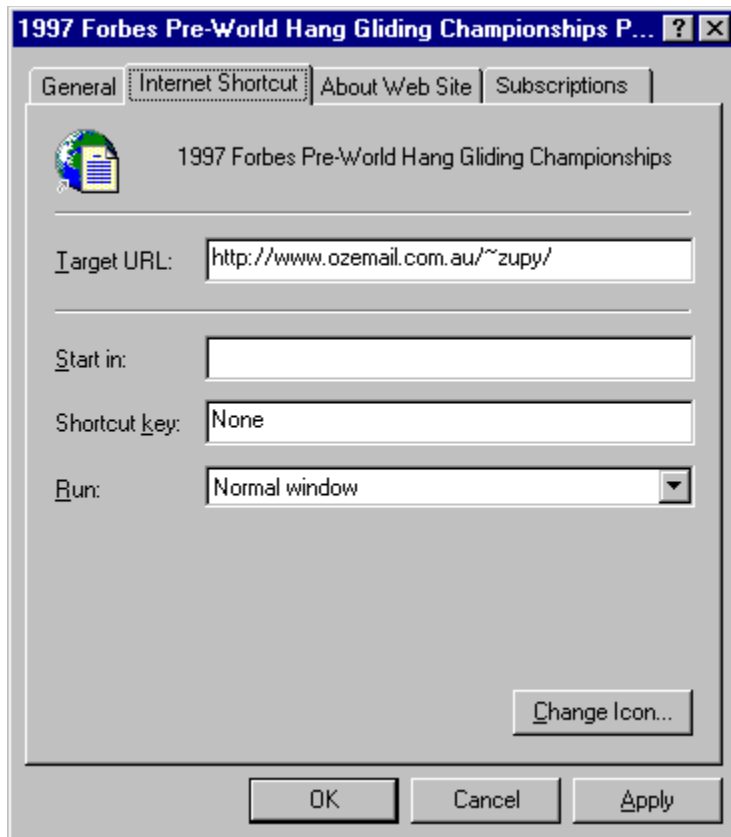 1997 Forbes Pre-World Hang Gliding Championships P... ? ×
General Internet Shortcut About Web Site Subscriptions
1997 Forbes Pre-World Hang Gliding Championships
Target URL: http://www.ozemail.com.au/~zupy/
Start in:
Shortcut key: None
Run: Normal window
Change Icon...
OK Cancel Apply